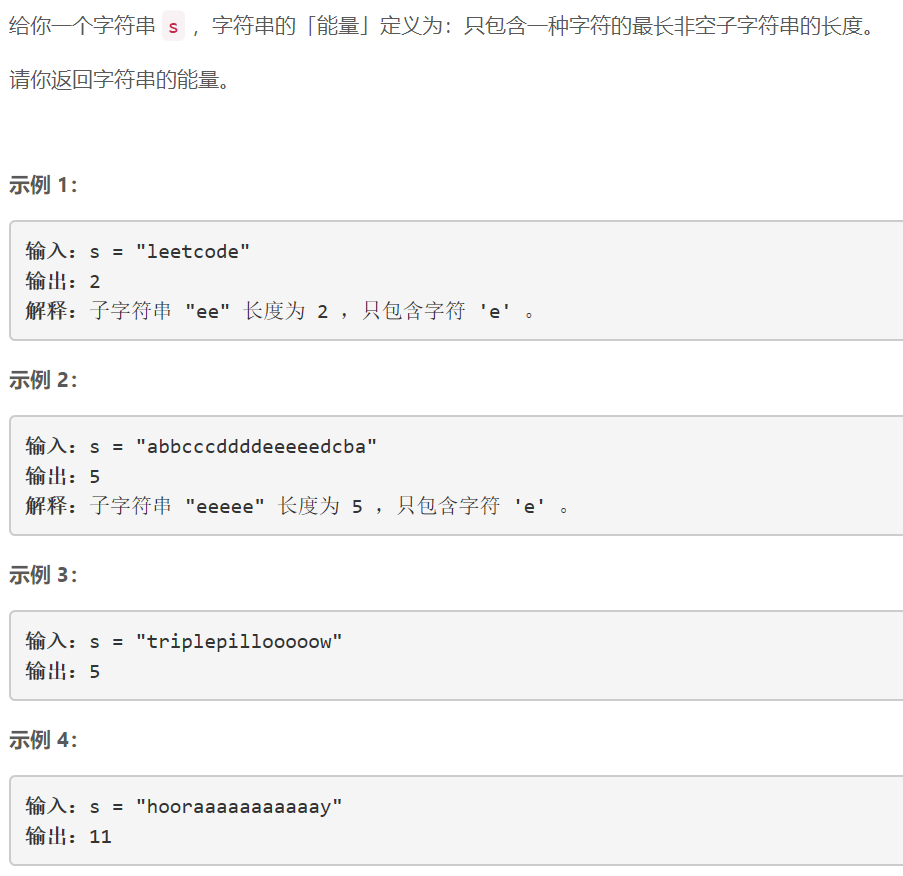 给你一个字符串 s ，字符串的「能量」定义为：只包含一种字符的最长非空子字符串的长度。
请你返回字符串的能量。
示例 1：
输入：s = "leetcode"
输出：2
解释：子字符串 "ee" 长度为 2 ，只包含字符 'e' 。
示例 2：
输入：s = "abbcccddddeeeeedcba"
输出：5
解释：子字符串 "eeeee" 长度为 5 ，只包含字符 'e' 。
示例 3：
输入：s = "triplepillooooow"
输出：5
示例 4：
输入：s = "hooraaaaaaaaaaay"
输出：11